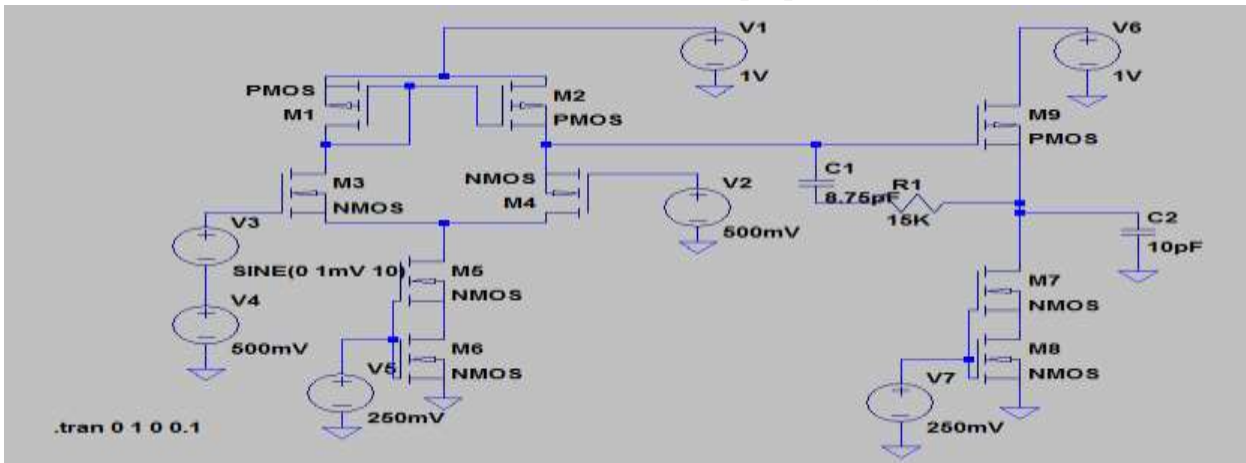 V1
1V
V6
1V
PMOS
M1
M2
PMOS
M9
PMOS
M3
NMOS
NMOS
M4
V2
500mV
C1
8.75pF
R1
15K
C2
10pF
V3
SINE(0 1mV 10)
V4
500mV
M5
NMOS
M6
NMOS
V5
250mV
M7
NMOS
M8
NMOS
V7
250mV
.tran 0 1 0 0.1